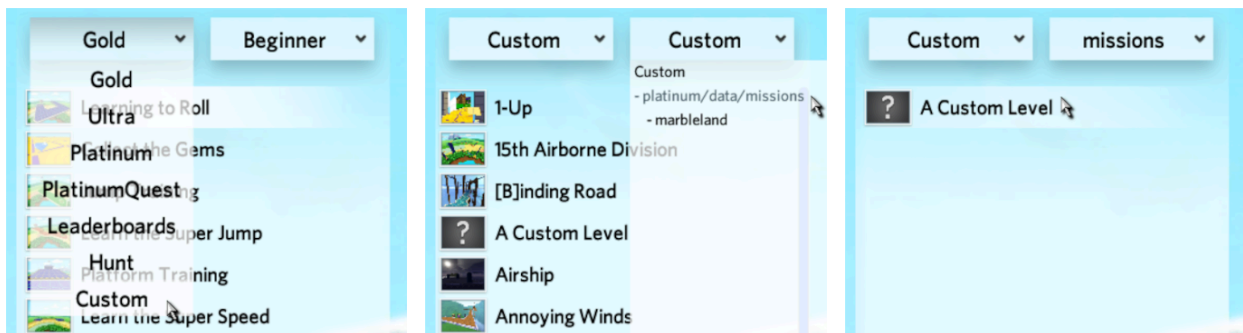 Gold
Beginner
Gold
Ultra
Platinum
PlatinumQuest
Leaderboards
Hunt
Custom
Learning to Roll
Collect the Gems
Learn the Super Jump
Platform Training
Learn the Super Speed
Custom
Custom
Custom
- platinum/data/missions
- marbleland
1-Up
15th Airborne Division
[B]inding Road
A Custom Level
Airship
Annoying Winds
Custom
missions
A Custom Level